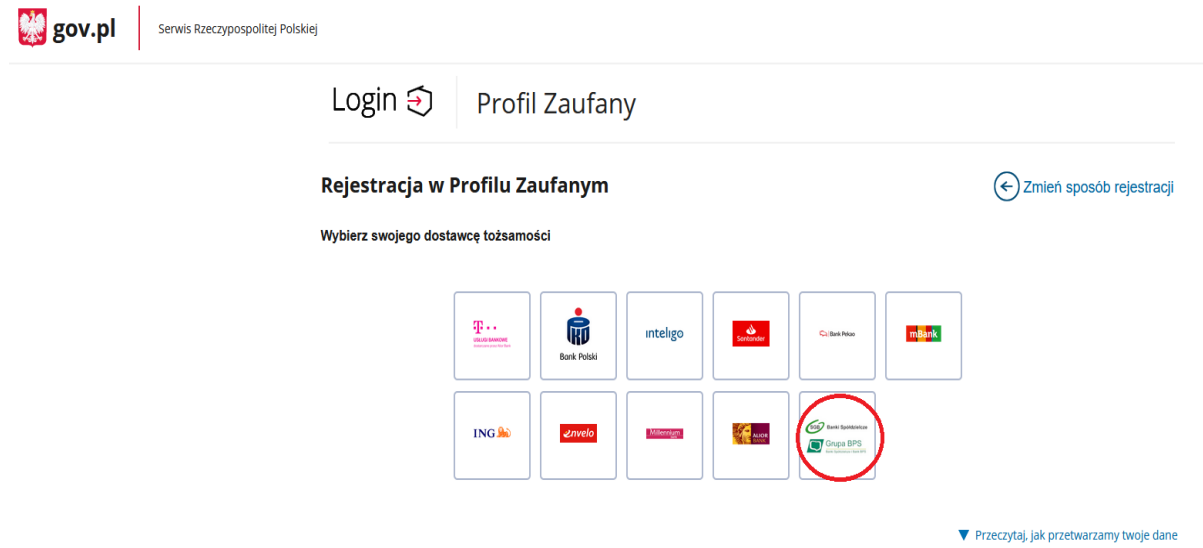 gov.pl
Serwis Rzeczypospolitej Polskiej
Login
Profil Zaufany
Rejestracja w Profilu Zaufanym
Zmień sposób rejestracji
Wybierz swojego dostawcę tożsamości
T
USŁUGI BANKOWE
Bank Polski
inteligo
Santander
Bank Pekao
mBank
ING
envelo
Millennium
ALIOR
BANK
SGB Banki Spółdzielcze
Grupa BPS
Przeczytaj, jak przetwarzamy twoje dane